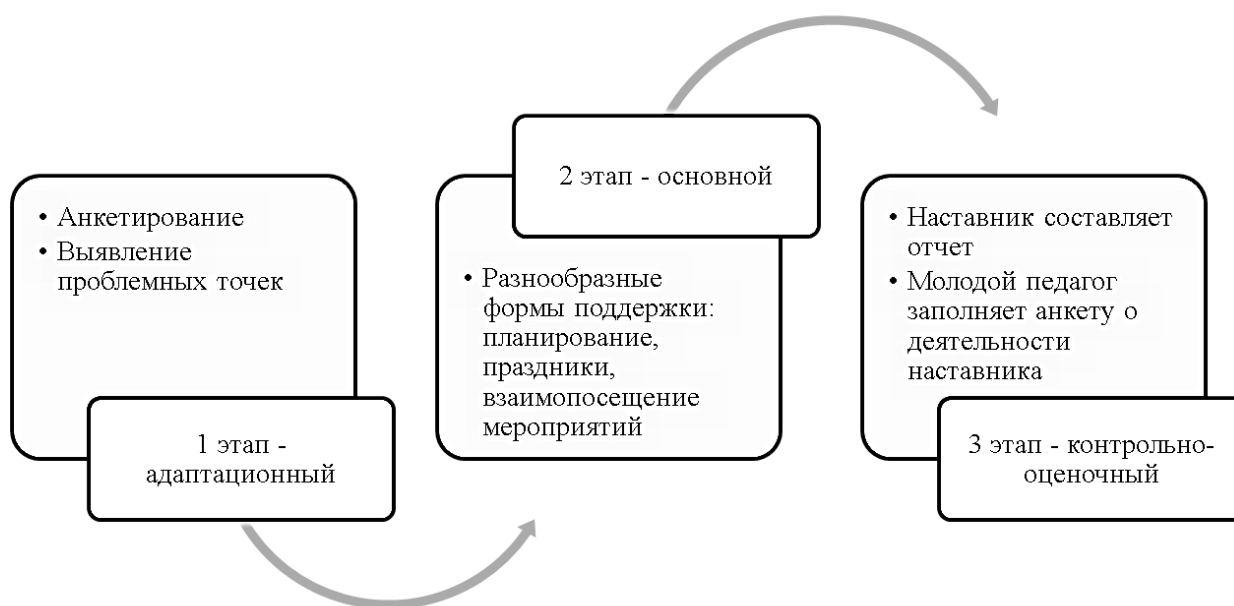 • Анкетирование
• Выявление
проблемных точек
1 этап -
адаптационный
2 этап - основной
• Разнообразные
формы поддержки:
планирование,
праздники,
взаимопосещение
мероприятий
• Наставник составляет
отчет
• Молодой педагог
заполняет анкету о
деятельности
наставника
3 этап - контрольно-
оценочный